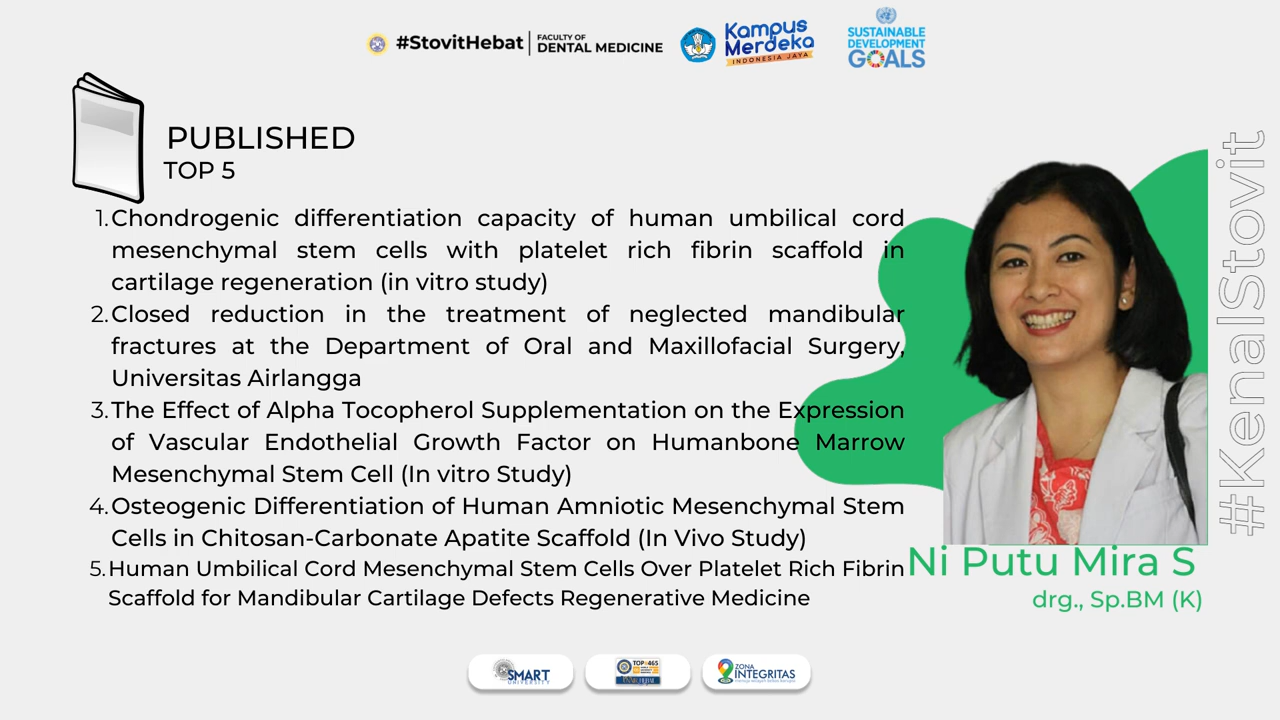 #StovitHebat
FACULTY OF
DENTAL MEDICINE
Kampus
Merdeka
INDONESIA JAYA
SUSTAINABLE
DEVELOPMENT
GOALS
PUBLISHED
TOP 5
1. Chondrogenic differentiation capacity of human umbilical cord
mesenchymal stem cells with platelet rich fibrin scaffold in
cartilage regeneration (in vitro study)
2. Closed reduction in the treatment of neglected mandibular
fractures at the Department of Oral and Maxillofacial Surgery,
Universitas Airlangga
3. The Effect of Alpha Tocopherol Supplementation on the Expression
of Vascular Endothelial Growth Factor on Humanbone Marrow
Mesenchymal Stem Cell (In vitro Study)
4. Osteogenic Differentiation of Human Amniotic Mesenchymal Stem
Cells in Chitosan-Carbonate Apatite Scaffold (In Vivo Study)
5. Human Umbilical Cord Mesenchymal Stem Cells Over Platelet Rich Fibrin
Scaffold for Mandibular Cartilage Defects Regenerative Medicine
Ni Putu Mira S
drg., Sp.BM (K)
#KenalStovit
SMART
UNIVERSITY
TOP 465
ZONA
INTEGRITAS